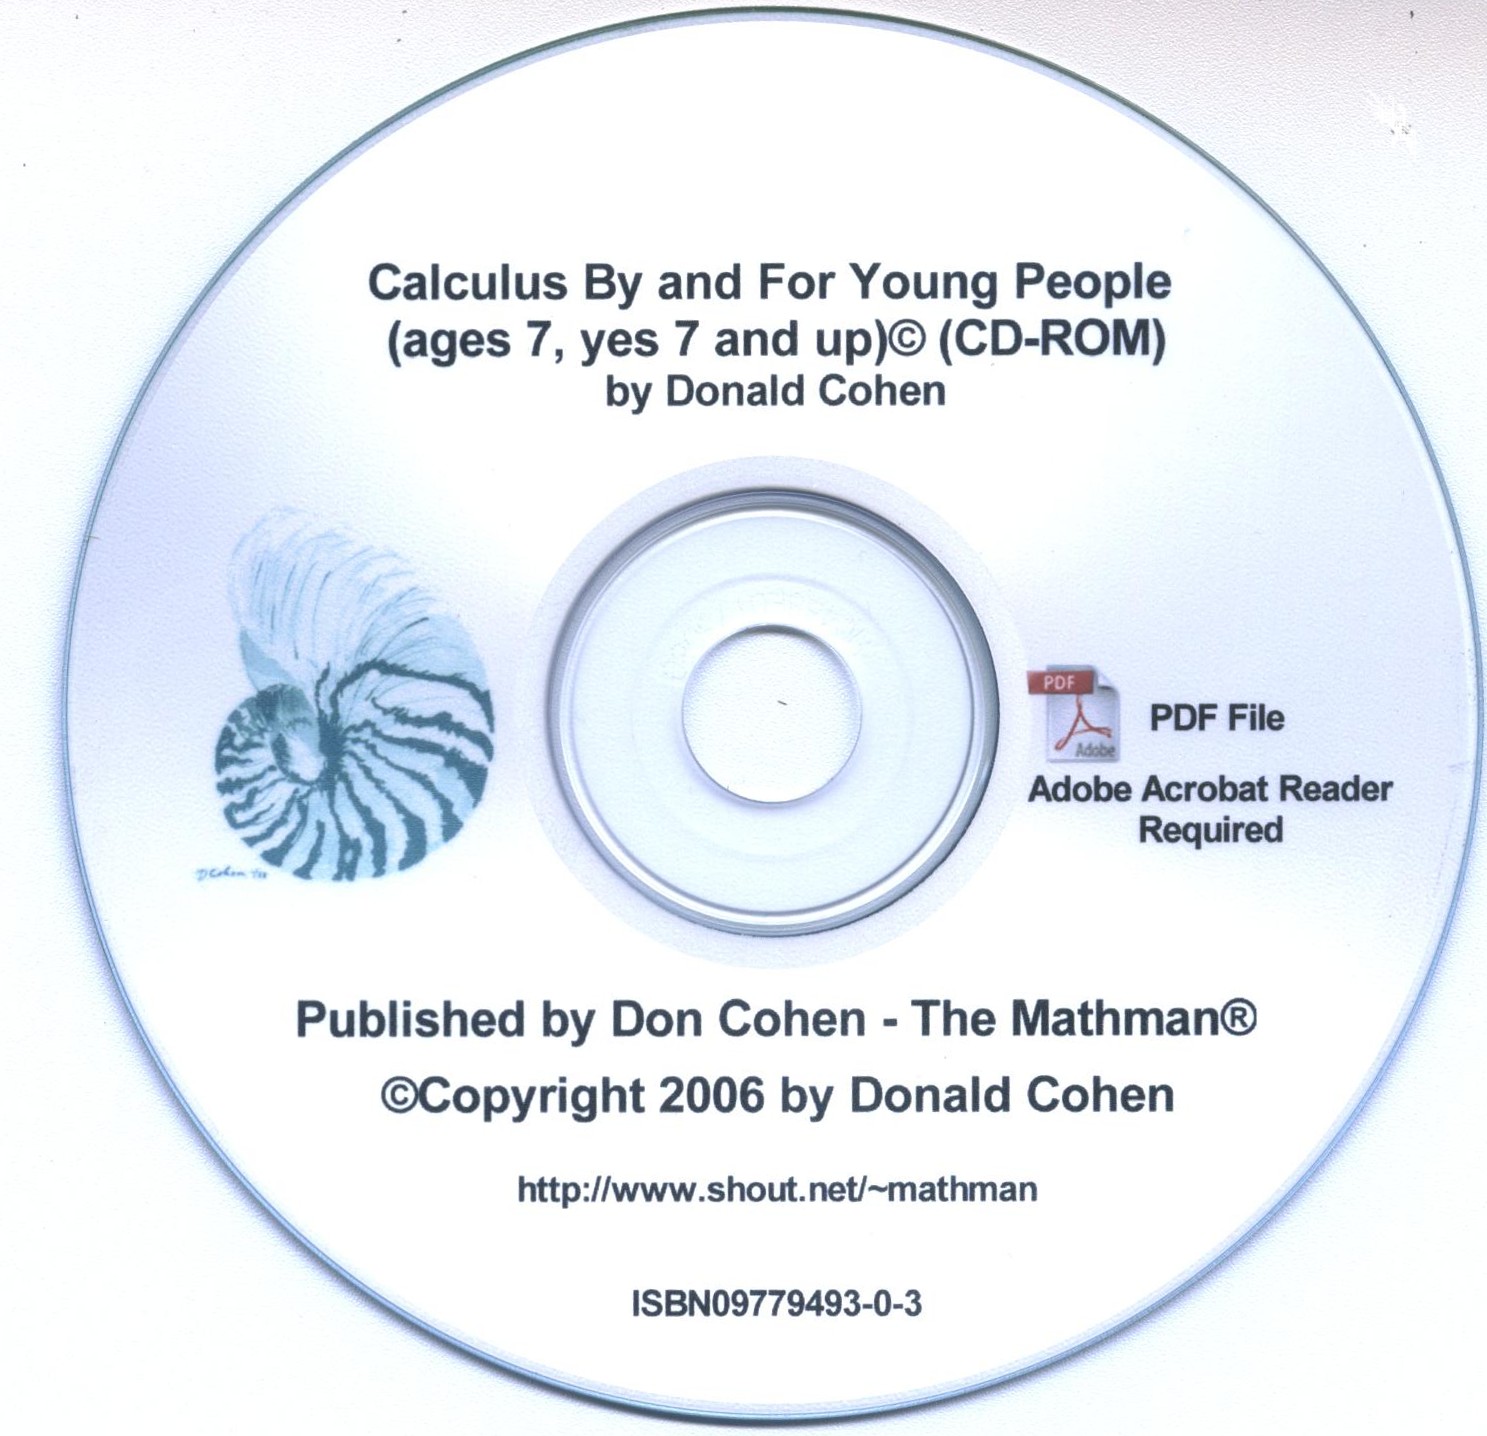 Calculus By and For Young People
(ages 7, yes 7 and up)© (CD-ROM)
by Donald Cohen
PDF
Adobe
PDF File
Adobe Acrobat Reader
Required
D Cohen
Published by Don Cohen - The Mathman®
©Copyright 2006 by Donald Cohen
http://www.shout.net/~mathman
ISBN09779493-0-3